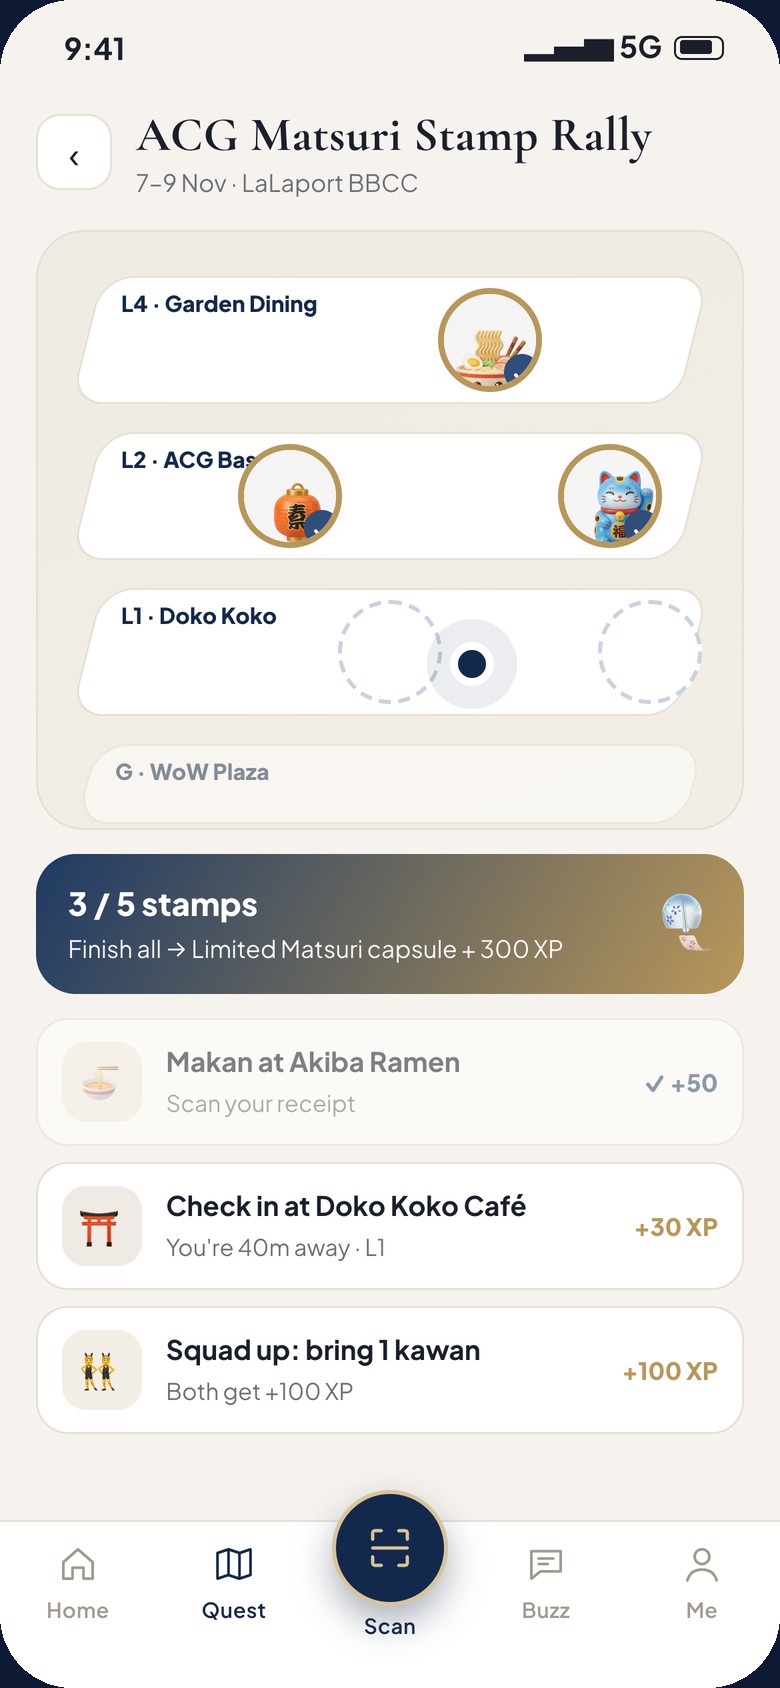 9:41
5G
‹
ACG Matsuri Stamp Rally
7–9 Nov · LaLaport BBCC
L4 · Garden Dining
L2 · ACG Bas
福
L1 · Doko Koko
G · WoW Plaza
3 / 5 stamps
Finish all → Limited Matsuri capsule + 300 XP
Makan at Akiba Ramen
Scan your receipt
✓ +50
Check in at Doko Koko Café
You're 40m away · L1
+30 XP
Squad up: bring 1 kawan
Both get +100 XP
+100 XP
Home
Quest
Scan
Buzz
Me